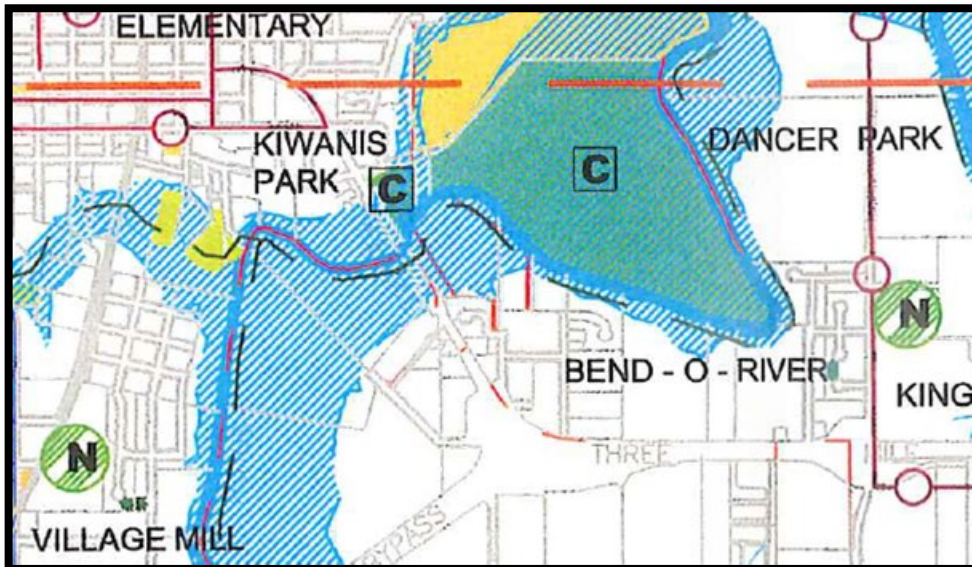 ELEMENTARY
KIWANIS
PARK
C
C
DANCER PARK
N
BEND - O - RIVER
KING
THREE
N
VILLAGE MILL
BYPASS